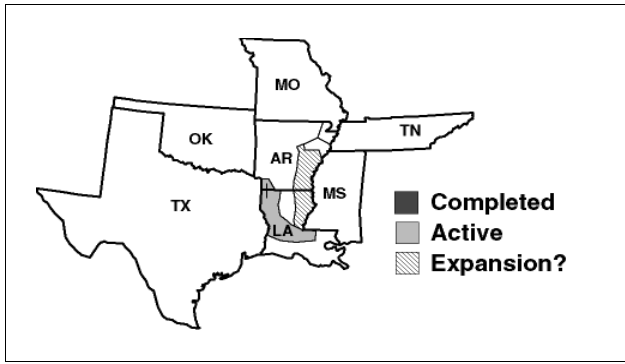 MO
OK
AR
TN
TX
MS
LA
Completed
Active
Expansion?